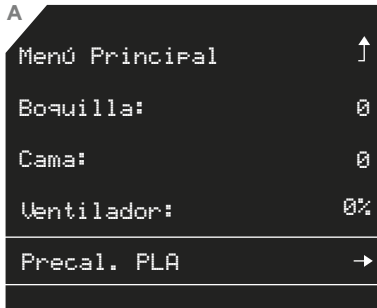 A
Menú Principal
Boquilla: 0
Cama: 0
Ventilador: 0%
Precal. PLA →